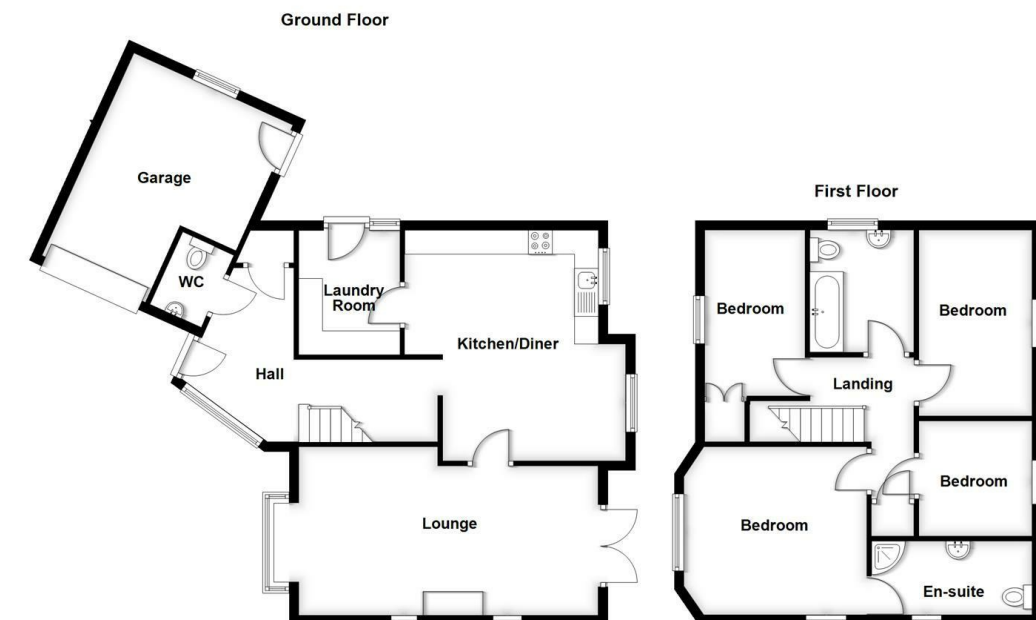 Ground Floor
Garage
WC
Laundry
Room
Kitchen/Diner
Hall
Lounge
First Floor
Bedroom
Bedroom
Landing
Bedroom
Bedroom
En-suite